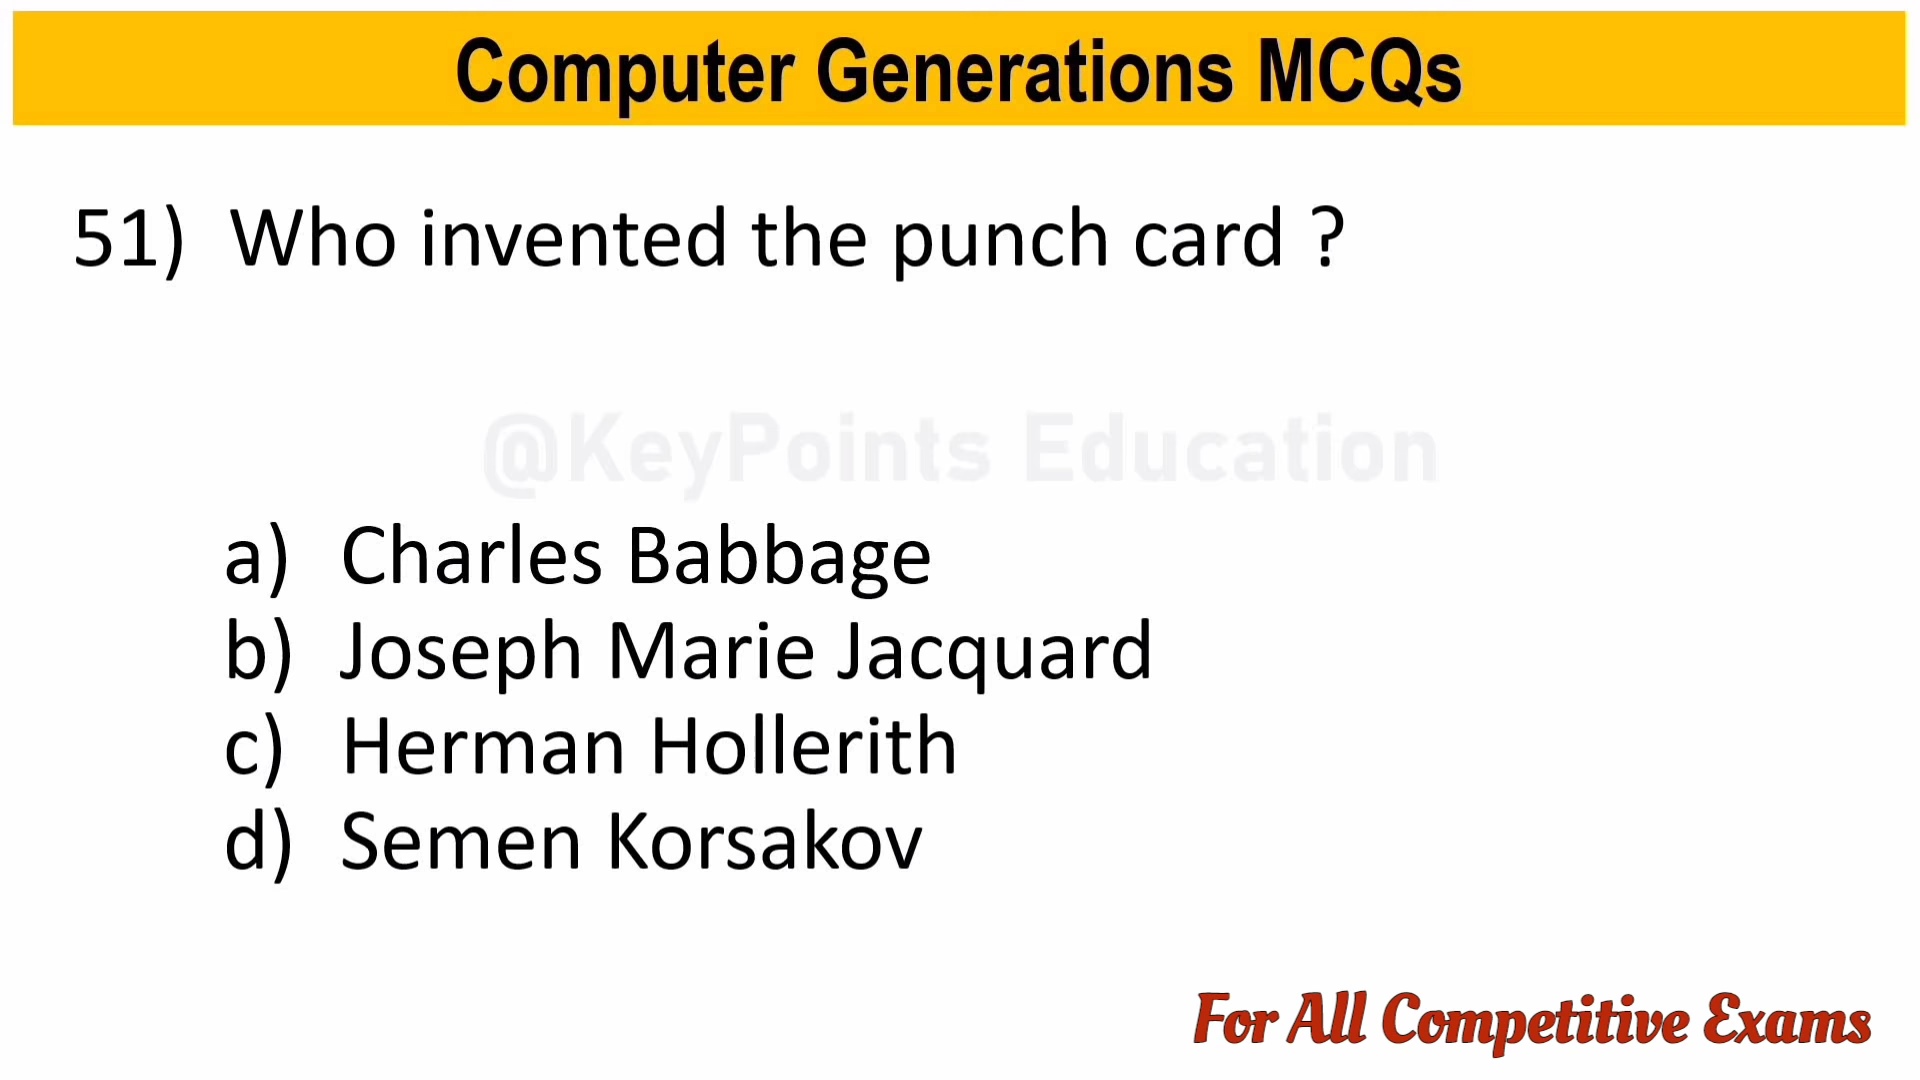 Computer Generations MCQs
51) Who invented the punch card ?
@KeyPoints Education
a) Charles Babbage
b) Joseph Marie Jacquard
c) Herman Hollerith
d) Semen Korsakov
For All Competitive Exams